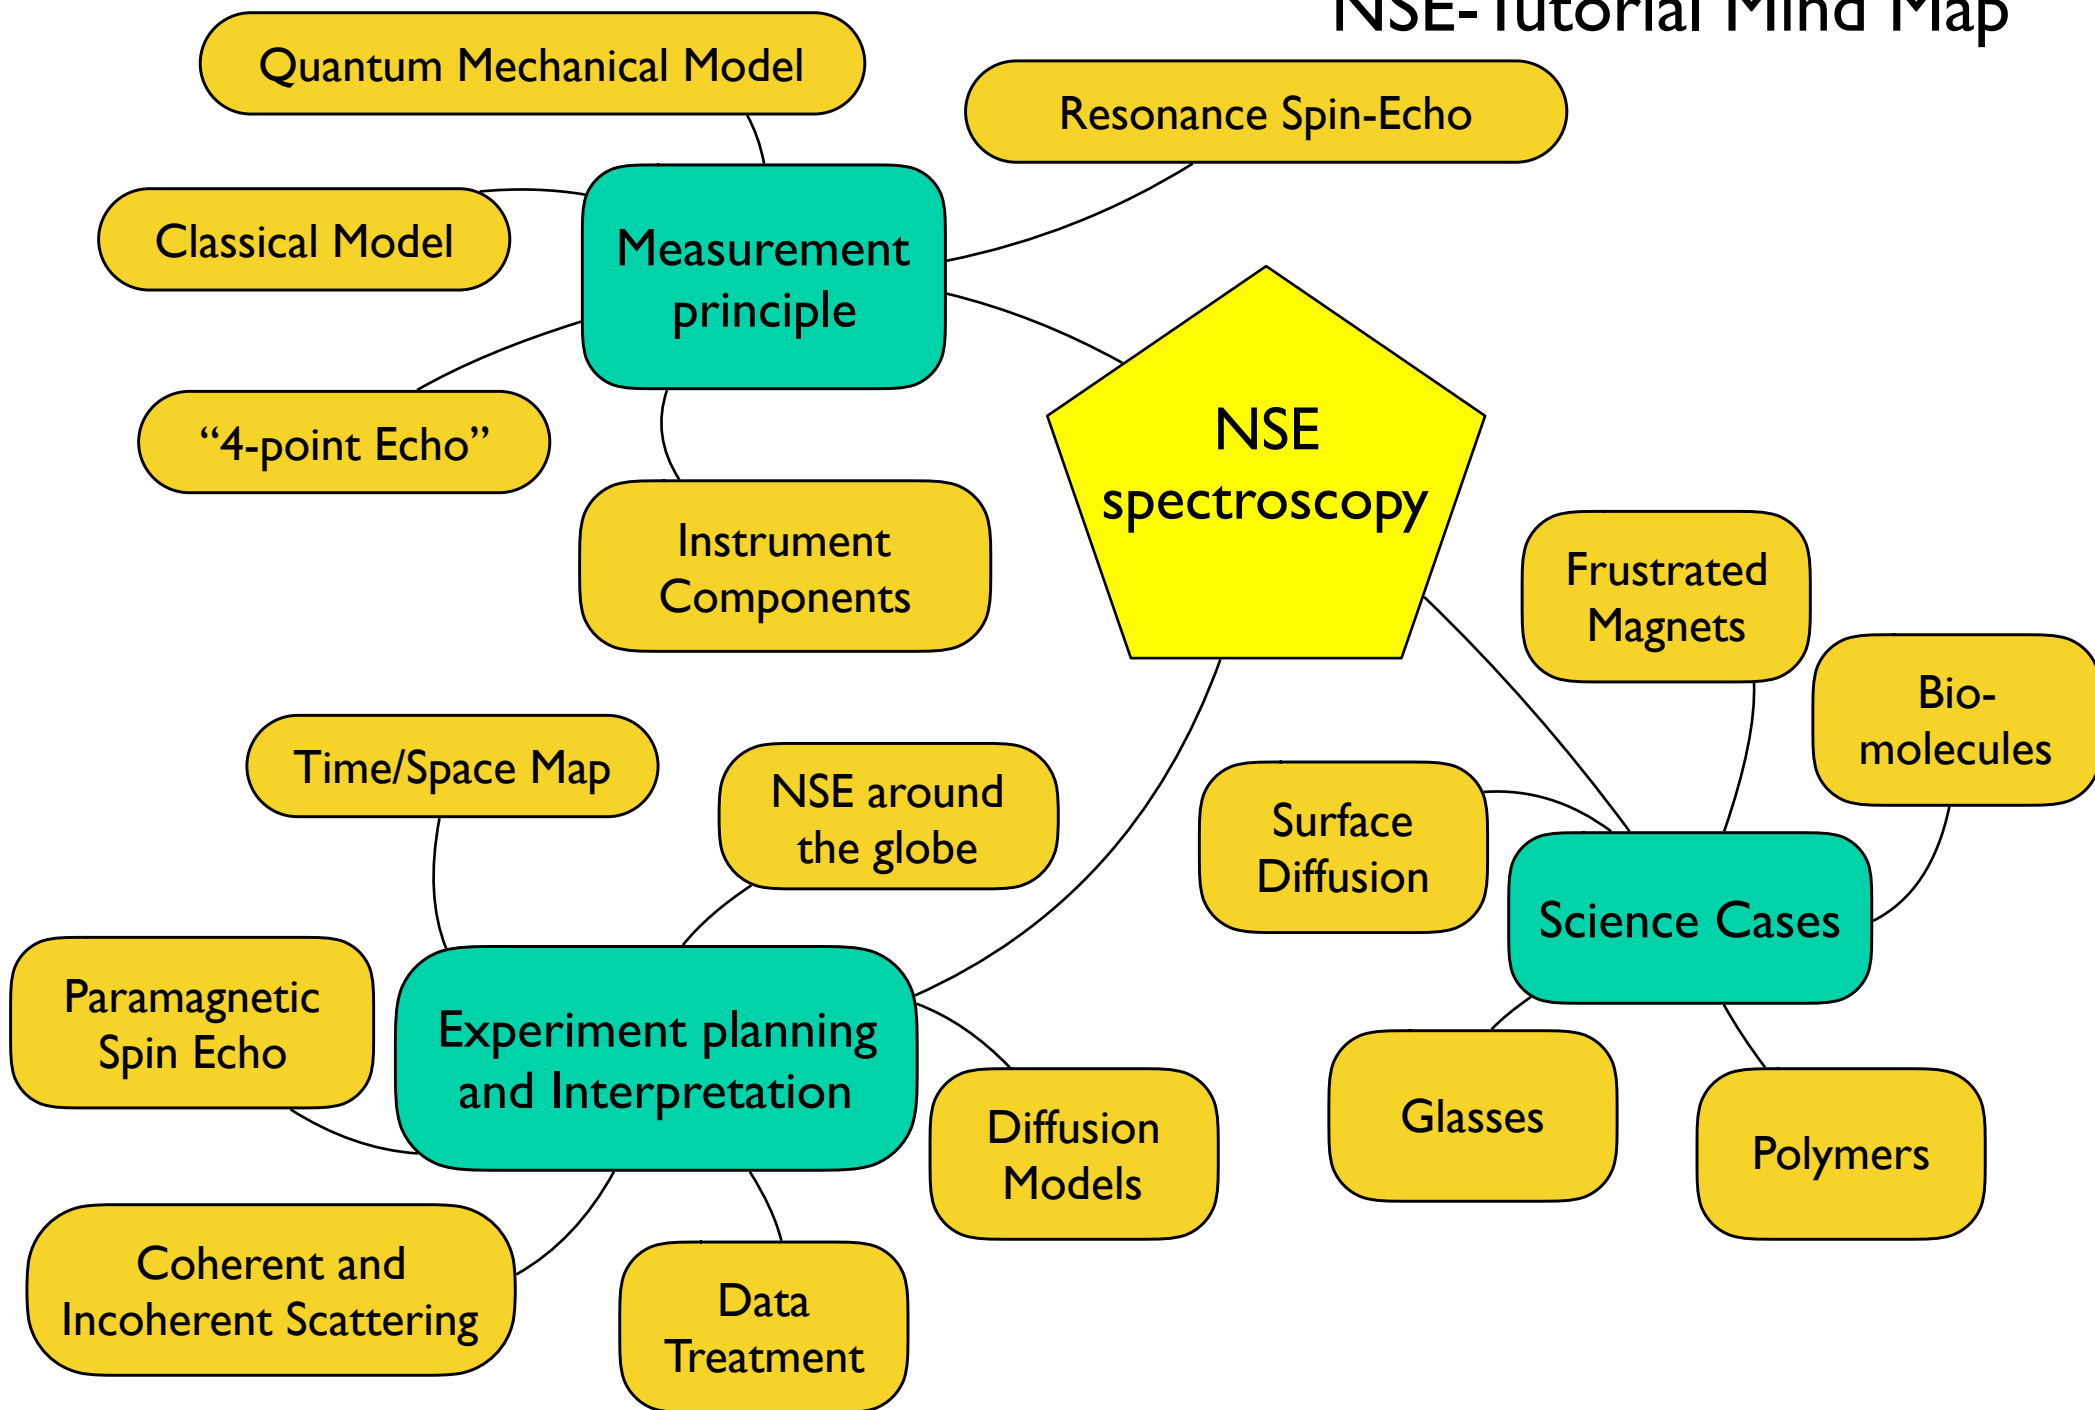 NSE-Tutorial Mind Map
Quantum Mechanical Model
Resonance Spin-Echo
Classical Model
Measurement
principle
“4-point Echo”
Instrument
Components
NSE
spectroscopy
Frustrated
Magnets
Bio-
molecules
Time/Space Map
NSE around
the globe
Surface
Diffusion
Science Cases
Paramagnetic
Spin Echo
Experiment planning
and Interpretation
Diffusion
Models
Glasses
Polymers
Coherent and
Incoherent Scattering
Data
Treatment